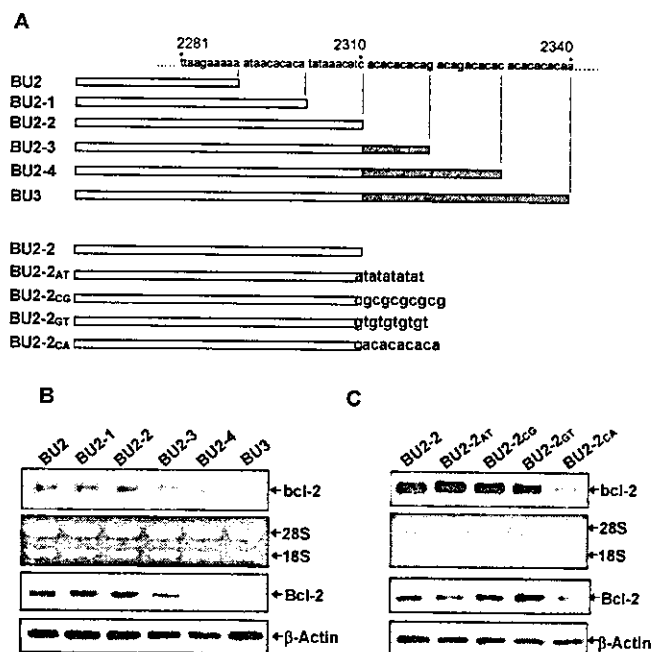 A
2281 2310 2340
ttaagaaaaa ataacacaca tataaacatc acacacacag acagacacac acacacacaa
BU2
BU2-1
BU2-2
BU2-3
BU2-4
BU3
BU2-2
BU2-2AT atatatatat
BU2-2CG cgcgcgcgcg
BU2-2GT gtgtgtgtgt
BU2-2CA cacacacaca
B
BU2 BU2-1 BU2-2 BU2-3 BU2-4 BU3
bcl-2
28S
18S
Bcl-2
β-Actin
C
BU2-2 BU2-2AT BU2-2CG BU2-2GT BU2-2CA
bcl-2
28S
18S
Bcl-2
β-Actin